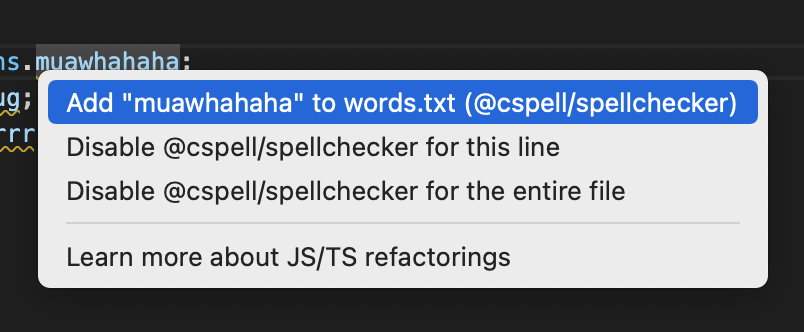 ns.muawhahaha;
ug;
rrr
Add "muawhahaha" to words.txt (@cspell/spellchecker)
Disable @cspell/spellchecker for this line
Disable @cspell/spellchecker for the entire file
Learn more about JS/TS refactorings